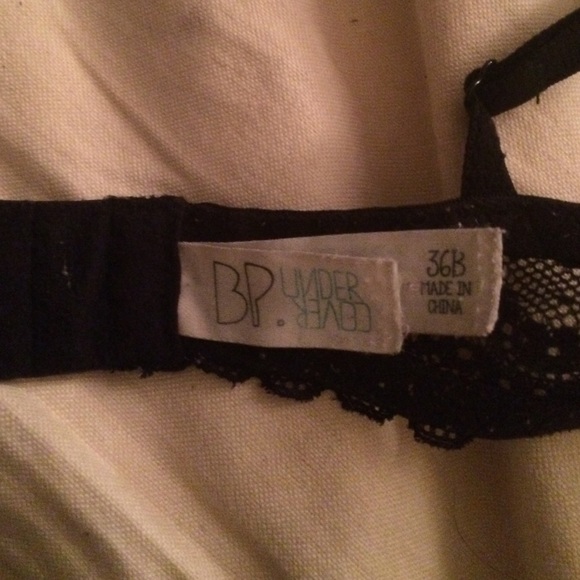 BP. UNDER
COVER
36B
MADE IN
CHINA